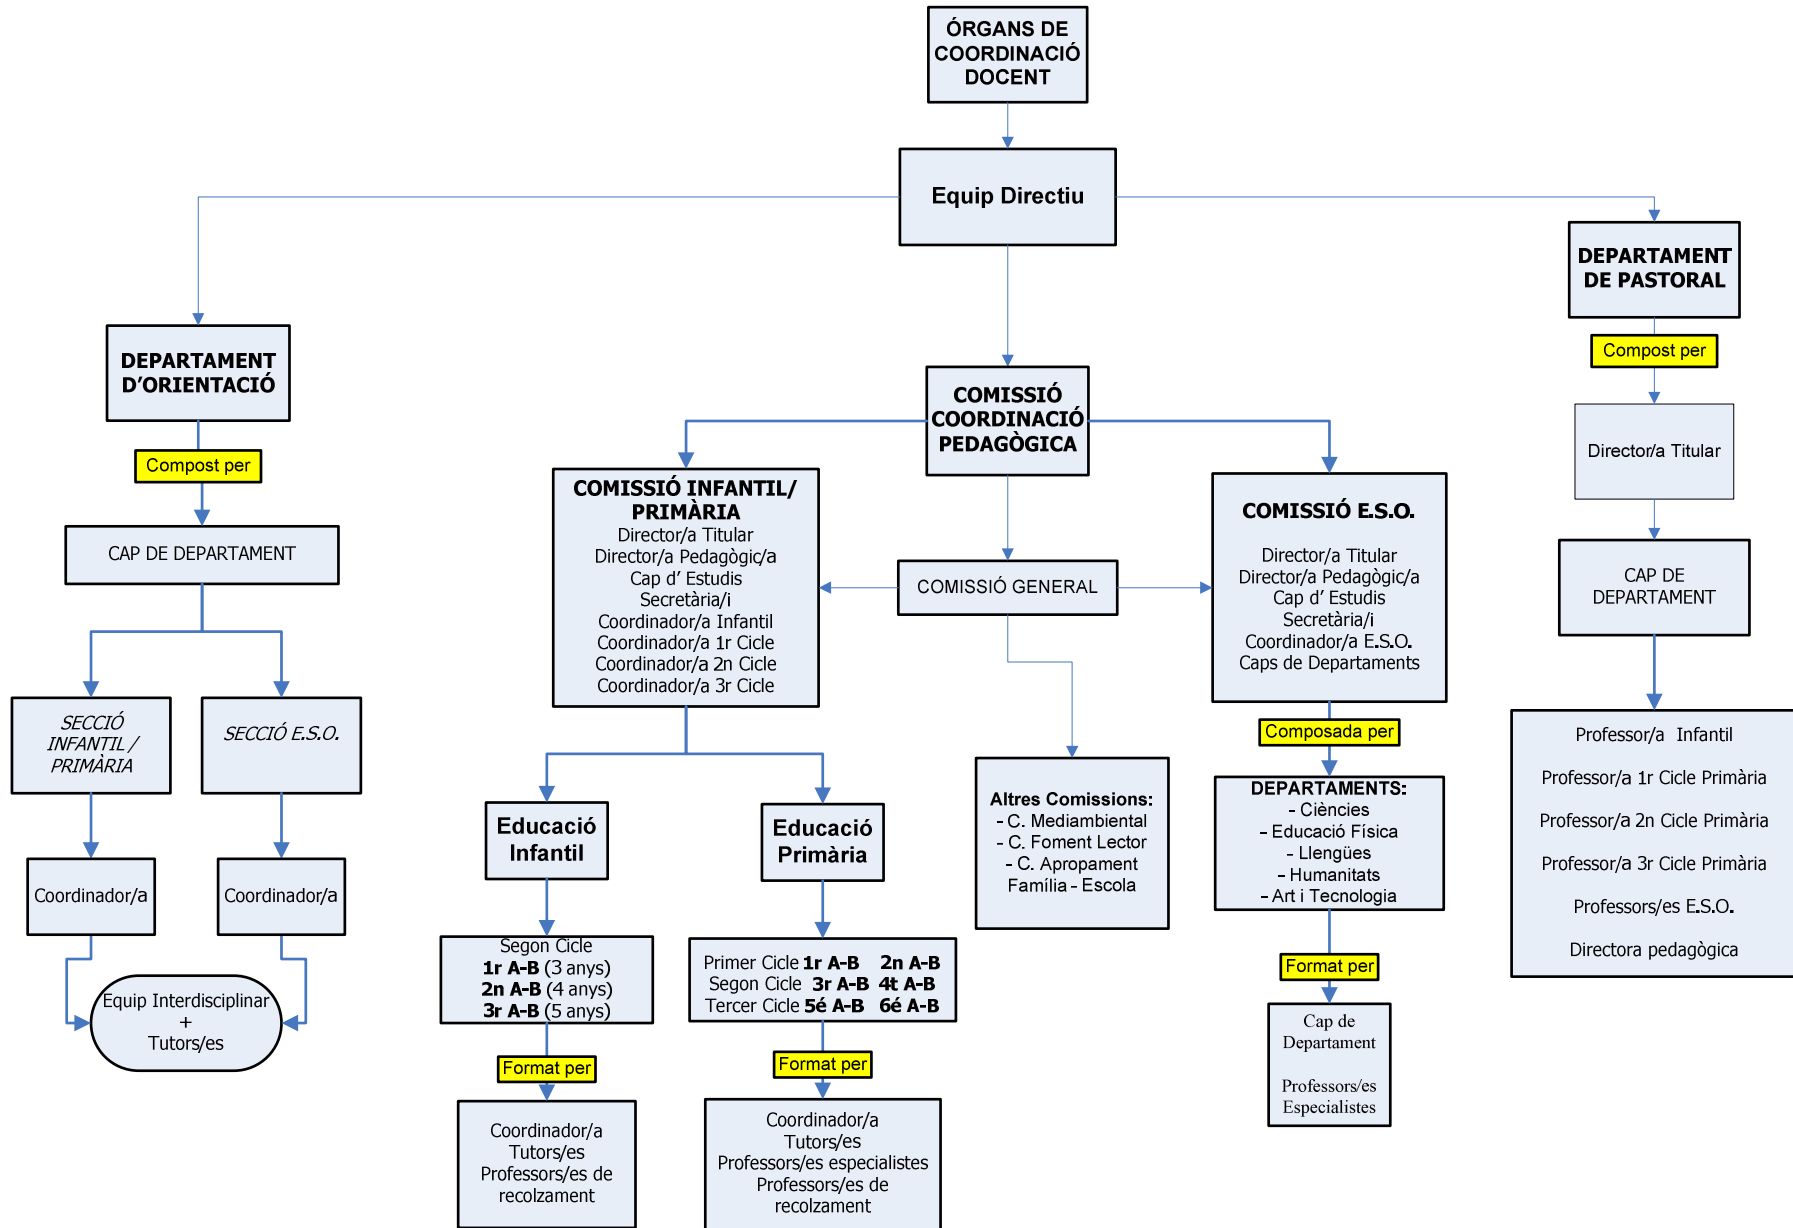 ÓRGANS DE
COORDINACIÓ
DOCENT
Equip Directiu
DEPARTAMENT
D'ORIENTACIÓ
Compost per
CAP DE DEPARTAMENT
SECCIÓ
INFANTIL /
PRIMÀRIA
SECCIÓ E.S.O.
Coordinador/a
Coordinador/a
Equip Interdisciplinar
+
Tutors/es
COMISSIÓ
COORDINACIÓ
PEDAGÒGICA
COMISSIÓ INFANTIL/
PRIMÀRIA
Director/a Titular
Director/a Pedagògic/a
Cap d' Estudis
Secretària/i
Coordinador/a Infantil
Coordinador/a 1r Cicle
Coordinador/a 2n Cicle
Coordinador/a 3r Cicle
Educació
Infantil
Segon Cicle
1r A-B (3 anys)
2n A-B (4 anys)
3r A-B (5 anys)
Format per
Coordinador/a
Tutors/es
Professors/es de
recolzament
Educació
Primària
Primer Cicle 1r A-B 2n A-B
Segon Cicle 3r A-B 4t A-B
Tercer Cicle 5é A-B 6é A-B
Format per
Coordinador/a
Tutors/es
Professors/es especialistes
Professors/es de
recolzament
COMISSIÓ GENERAL
Altres Comissions:
- C. Mediambiental
- C. Foment Lector
- C. Apropament
Família - Escola
COMISSIÓ E.S.O.
Director/a Titular
Director/a Pedagògic/a
Cap d' Estudis
Secretària/i
Coordinador/a E.S.O.
Caps de Departaments
Composada per
DEPARTAMENTS:
- Ciències
- Educació Física
- Llengües
- Humanitats
- Art i Tecnologia
Format per
Cap de
Departament
Professors/es
Especialistes
DEPARTAMENT
DE PASTORAL
Compost per
Director/a Titular
CAP DE
DEPARTAMENT
Professor/a Infantil
Professor/a 1r Cicle Primària
Professor/a 2n Cicle Primària
Professor/a 3r Cicle Primària
Professors/es E.S.O.
Directora pedagògica